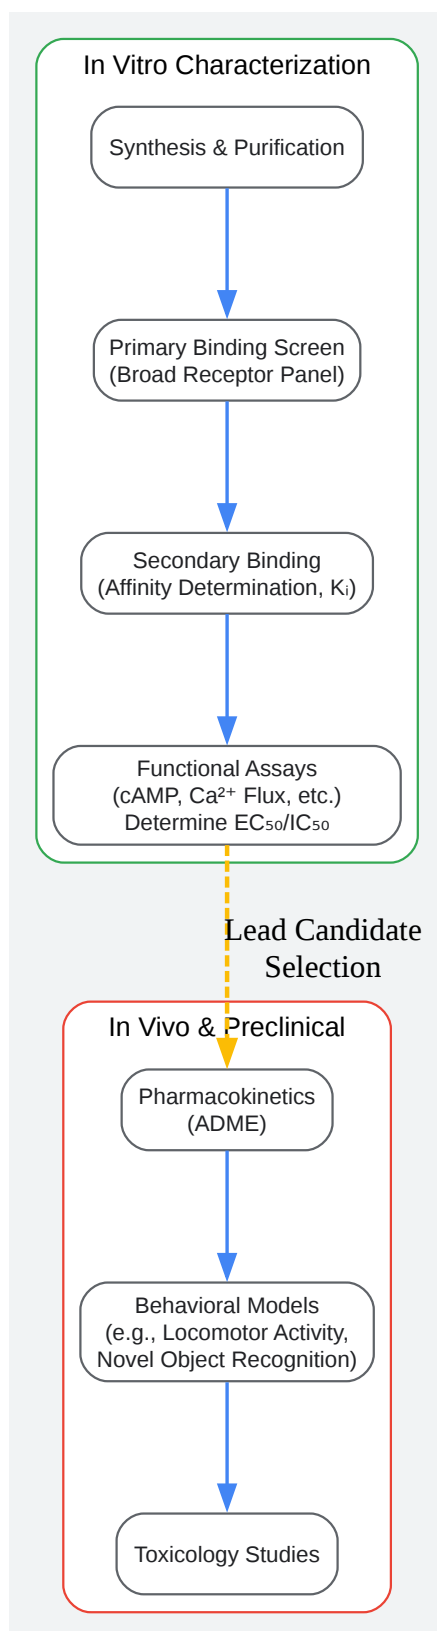 In Vitro Characterization
Synthesis & Purification
Primary Binding Screen
(Broad Receptor Panel)
Secondary Binding
(Affinity Determination, Kᵢ)
Functional Assays
(cAMP, Ca²⁺ Flux, etc.)
Determine EC₅₀/IC₅₀
Lead Candidate
Selection
In Vivo & Preclinical
Pharmacokinetics
(ADME)
Behavioral Models
(e.g., Locomotor Activity,
Novel Object Recognition)
Toxicology Studies